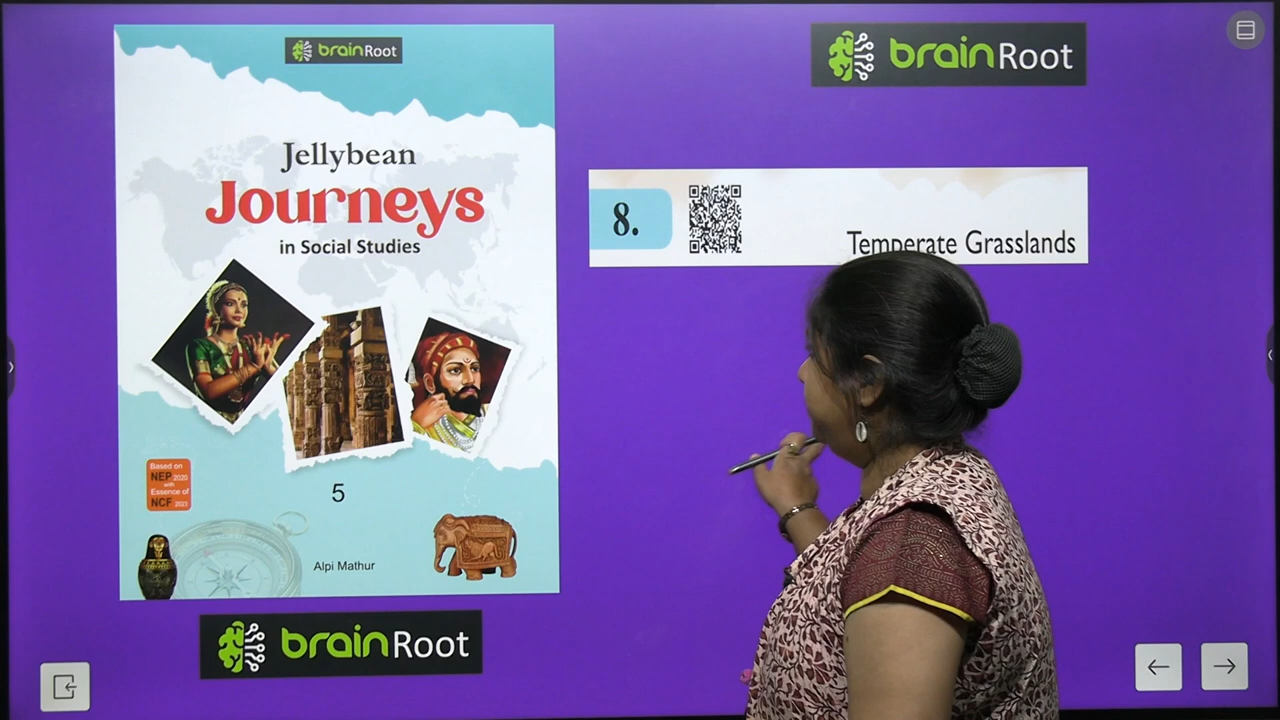 brainRoot
Jellybean
Journeys
in Social Studies
Based on
NEP 2020
with
Essence of
NCF 2023
5
Alpi Mathur
brainRoot
brainRoot
8.
Temperate Grasslands